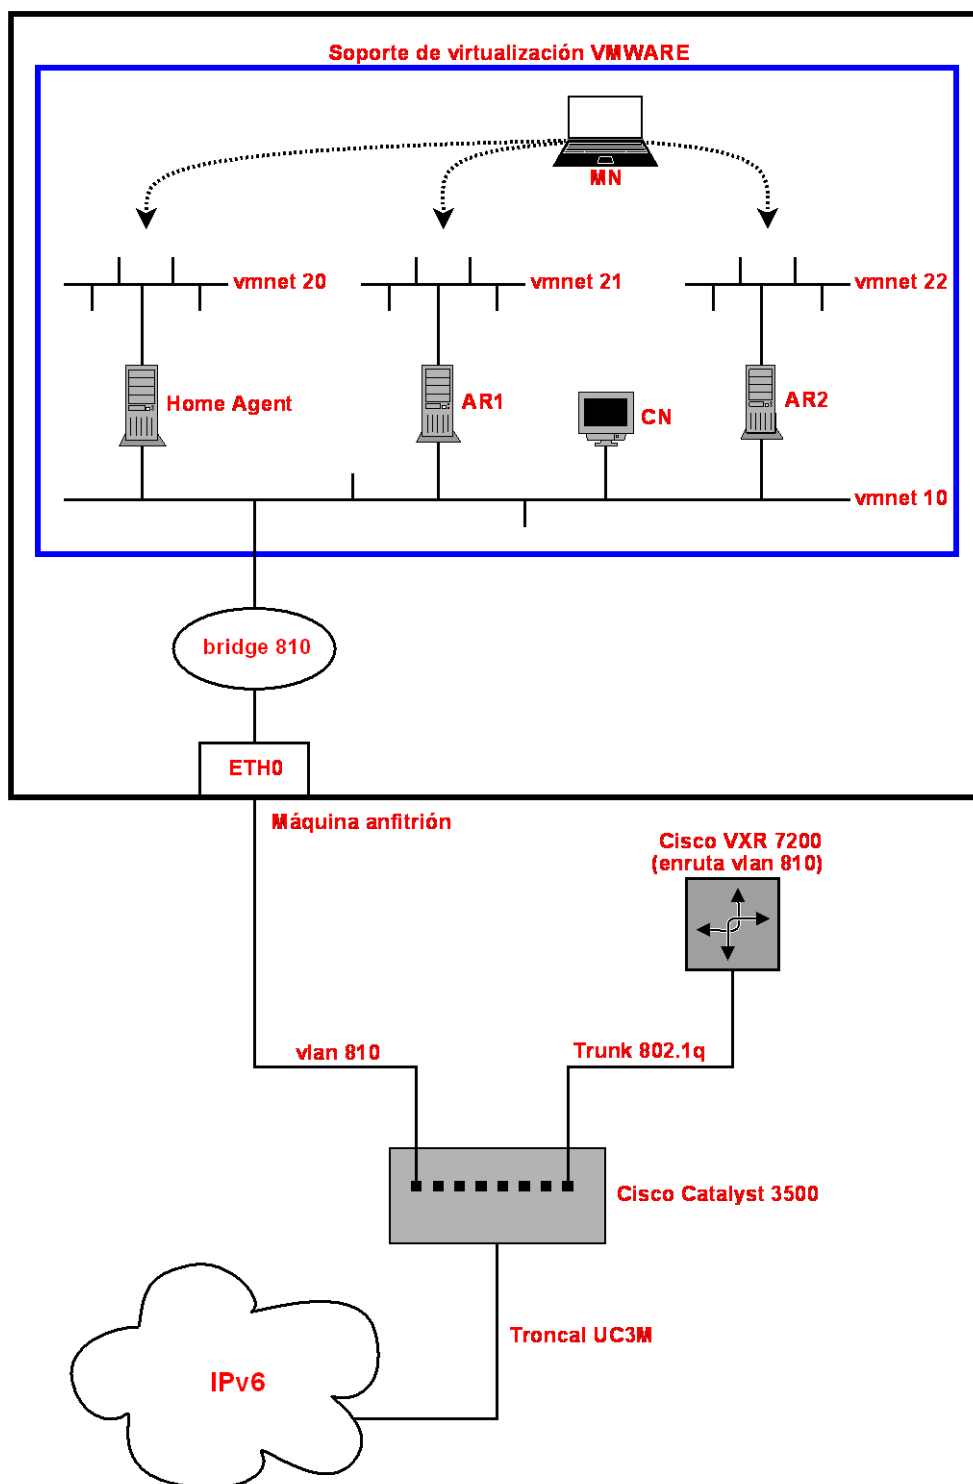 Soporte de virtualización VMWARE
MN
vmnet 20
vmnet 21
vmnet 22
Home Agent
AR1
CN
AR2
vmnet 10
bridge 810
ETH0
Máquina anfitrión
Cisco VXR 7200
(enruta vlan 810)
vlan 810
Trunk 802.1q
Cisco Catalyst 3500
Troncal UC3M
IPv6